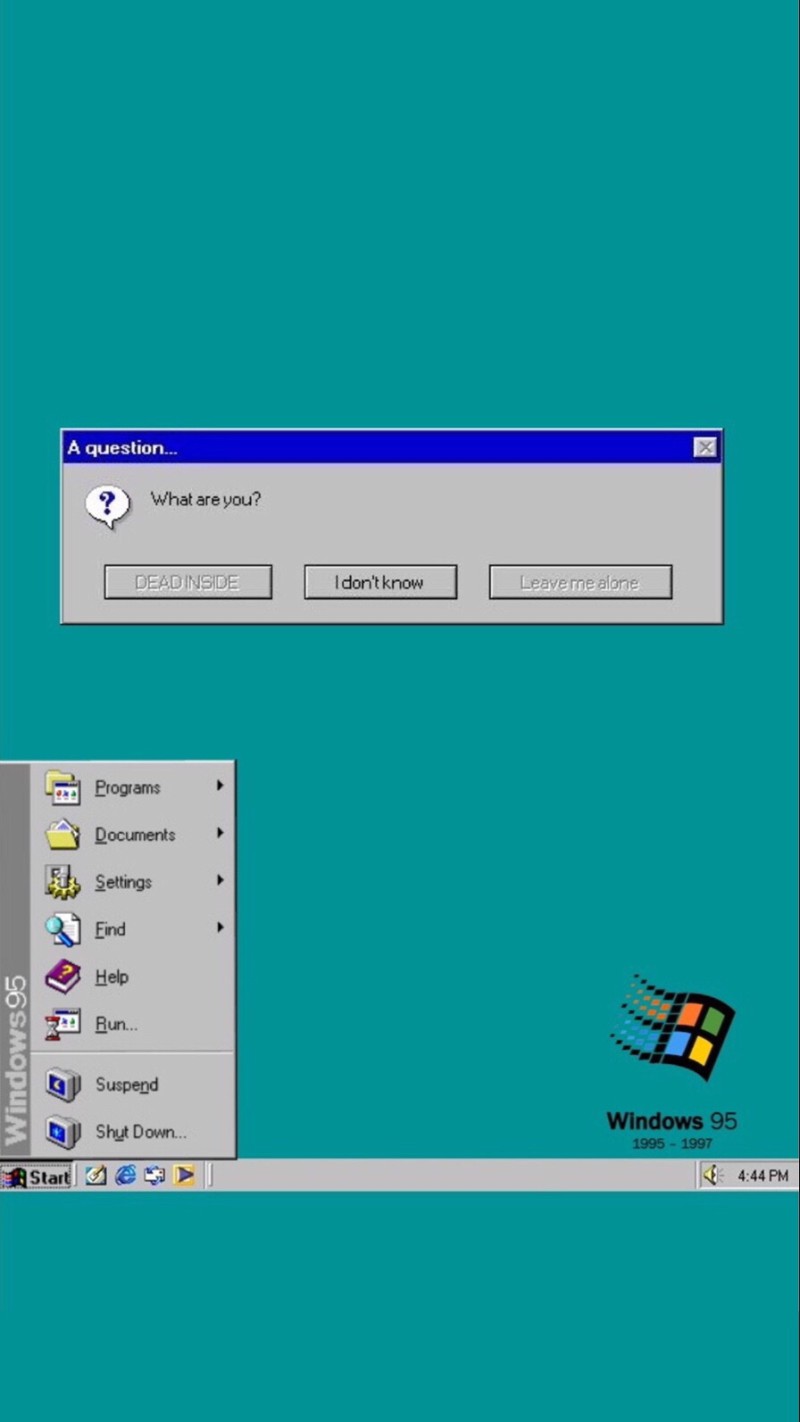 A question...
What are you?
DEAD INSIDE
I don't know
Leave me alone
Programs
Documents
Settings
Find
Help
Run...
Suspend
Shut Down...
Windows95
Windows 95
1995 - 1997
Start
4:44 PM